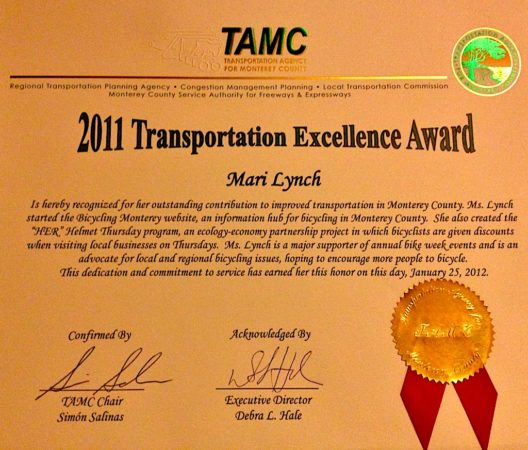 TAMC
TRANSPORTATION AGENCY
FOR MONTEREY COUNTY
Regional Transportation Planning Agency • Congestion Management Planning • Local Transportation Commission
Monterey County Service Authority for Freeways & Expressways
2011 Transportation Excellence Award
Mari Lynch
Is hereby recognized for her outstanding contribution to improved transportation in Monterey County. Ms. Lynch
started the Bicycling Monterey website, an information hub for bicycling in Monterey County. She also created the
"HER" Helmet Thursday program, an ecology-economy partnership project in which bicyclists are given discounts
when visiting local businesses on Thursdays. Ms. Lynch is a major supporter of annual bike week events and is an
advocate for local and regional bicycling issues, hoping to encourage more people to bicycle.
This dedication and commitment to service has earned her this honor on this day, January 25, 2012.
Confirmed By
Acknowledged By
TAMC Chair
Simón Salinas
Executive Director
Debra L. Hale